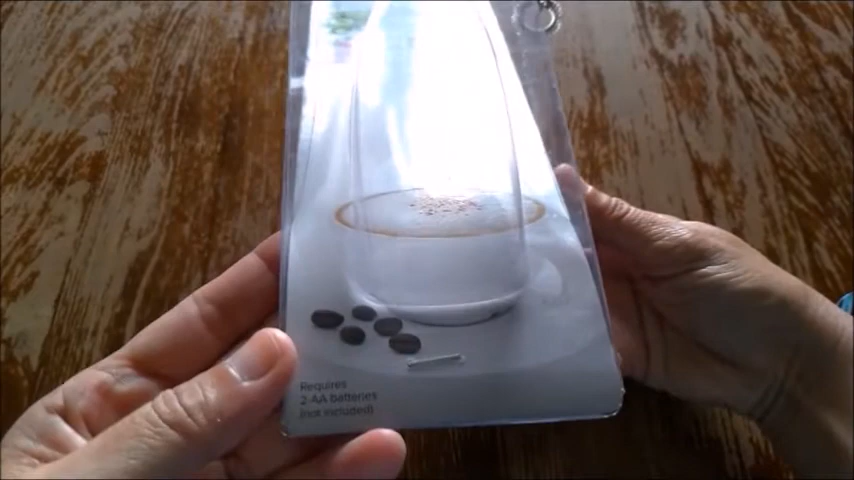 Requires
2-AA batteries
(not included)